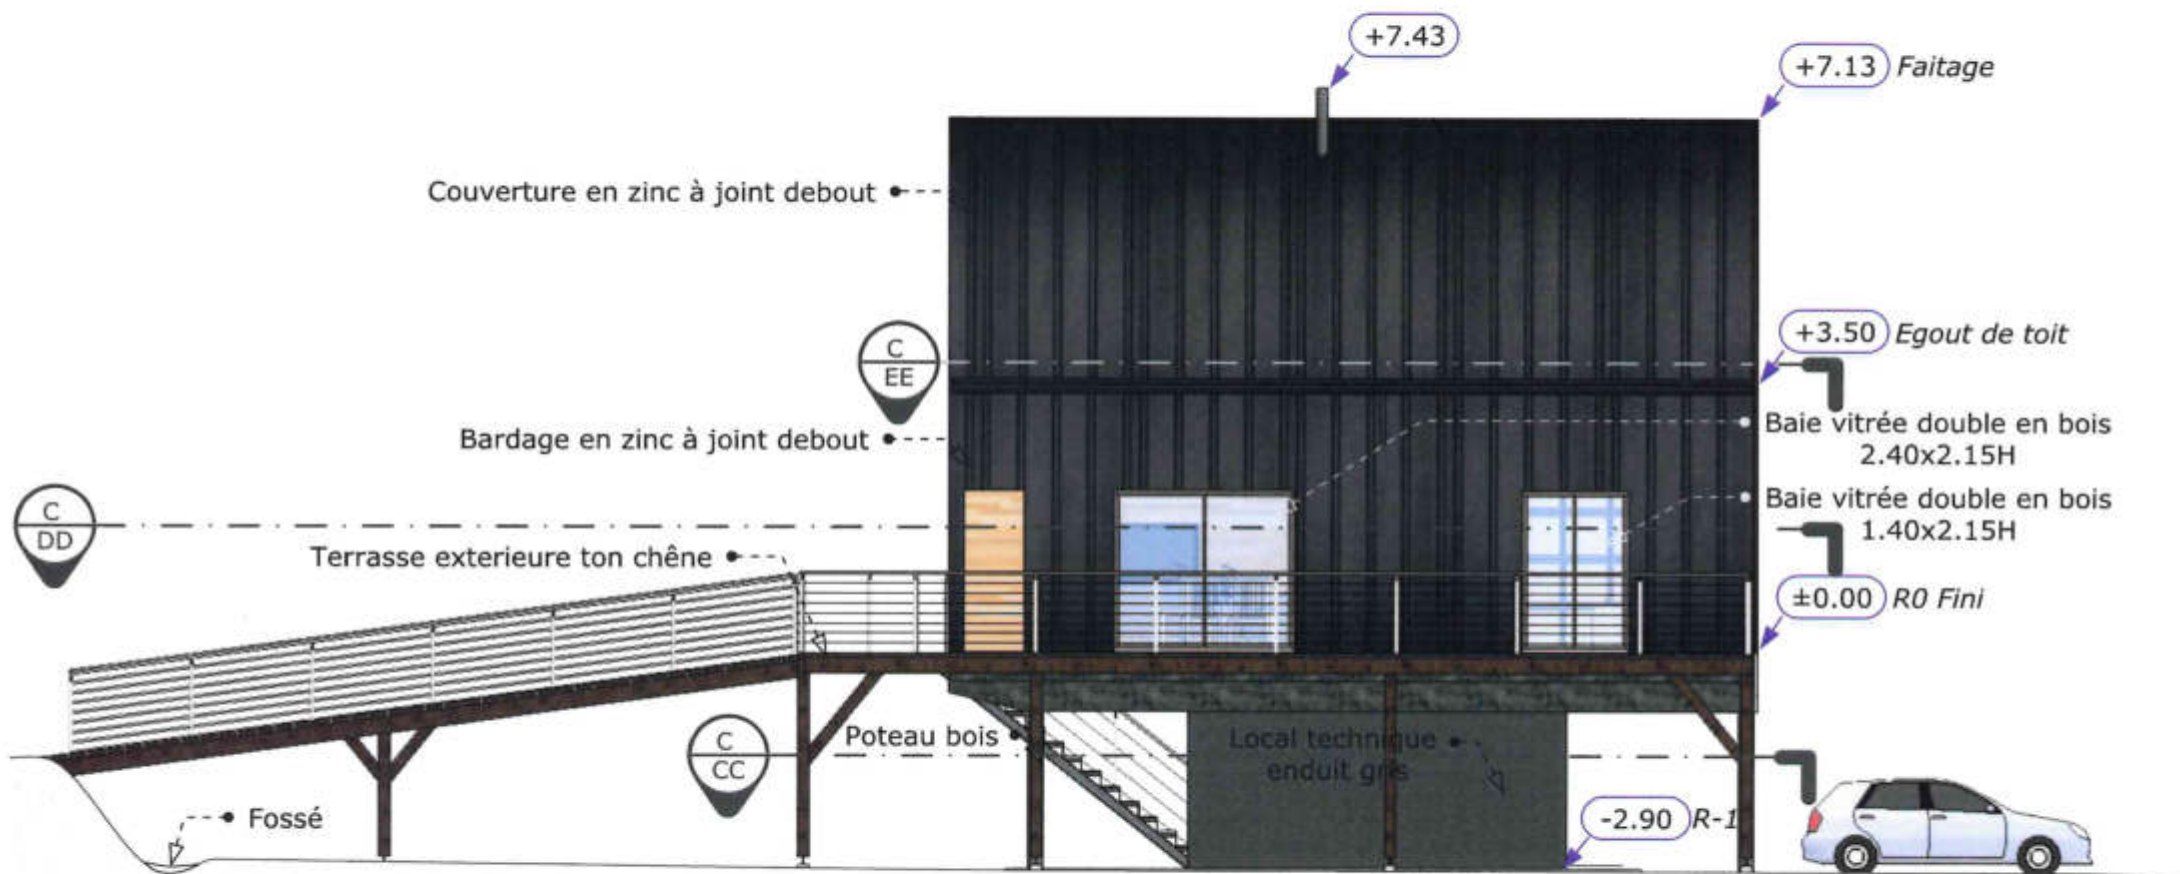 +7.43
+7.13 Faitage
Couverture en zinc à joint debout
+3.50 Egout de toit
C
EE
Baie vitrée double en bois
2.40x2.15H
Bardage en zinc à joint debout
Baie vitrée double en bois
1.40x2.15H
C
DD
Terrasse exterieure ton chêne
±0.00 R0 Fini
C
CC
Poteau bois
Local technique
enduit gris
-2.90 R-1
Fossé